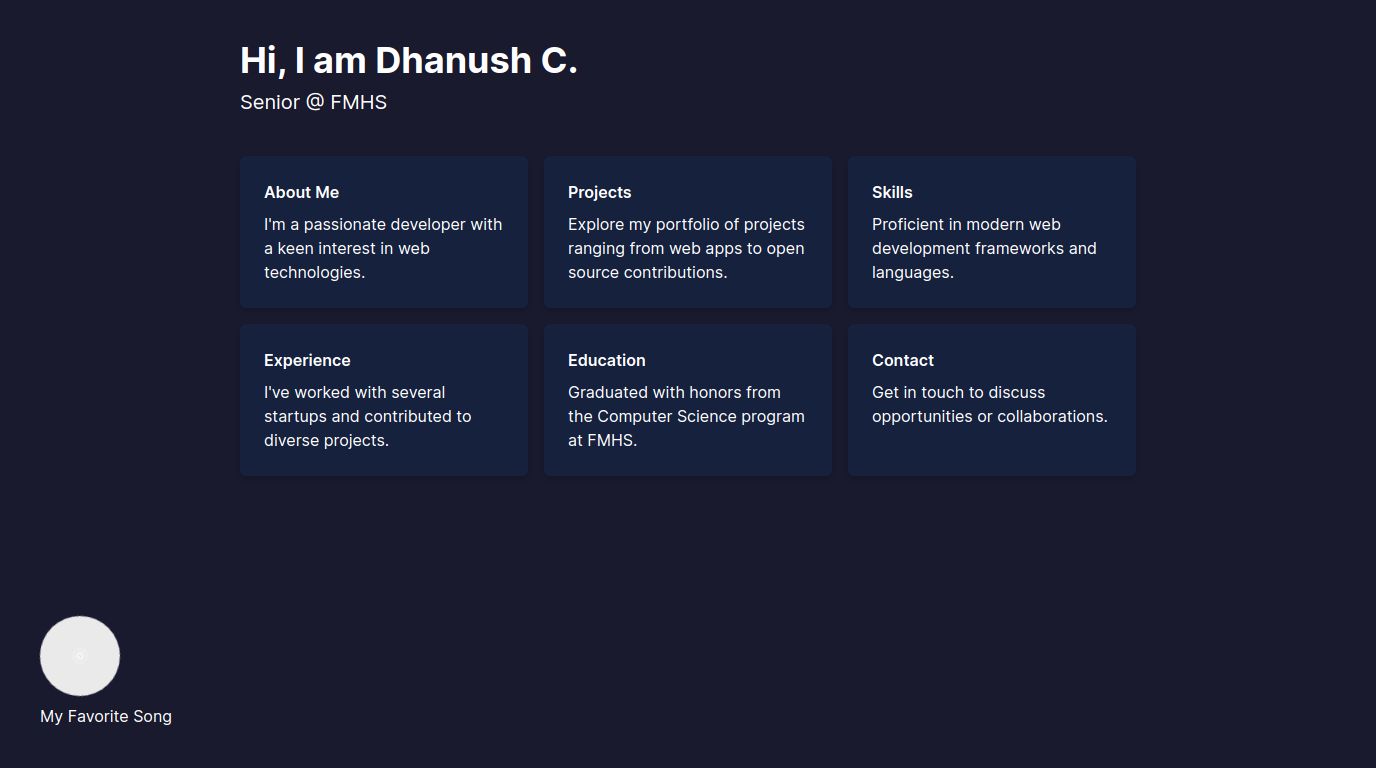 Hi, I am Dhanush C.
Senior @ FMHS
About Me
I'm a passionate developer with
a keen interest in web
technologies.
Projects
Explore my portfolio of projects
ranging from web apps to open
source contributions.
Skills
Proficient in modern web
development frameworks and
languages.
Experience
I've worked with several
startups and contributed to
diverse projects.
Education
Graduated with honors from
the Computer Science program
at FMHS.
Contact
Get in touch to discuss
opportunities or collaborations.
My Favorite Song